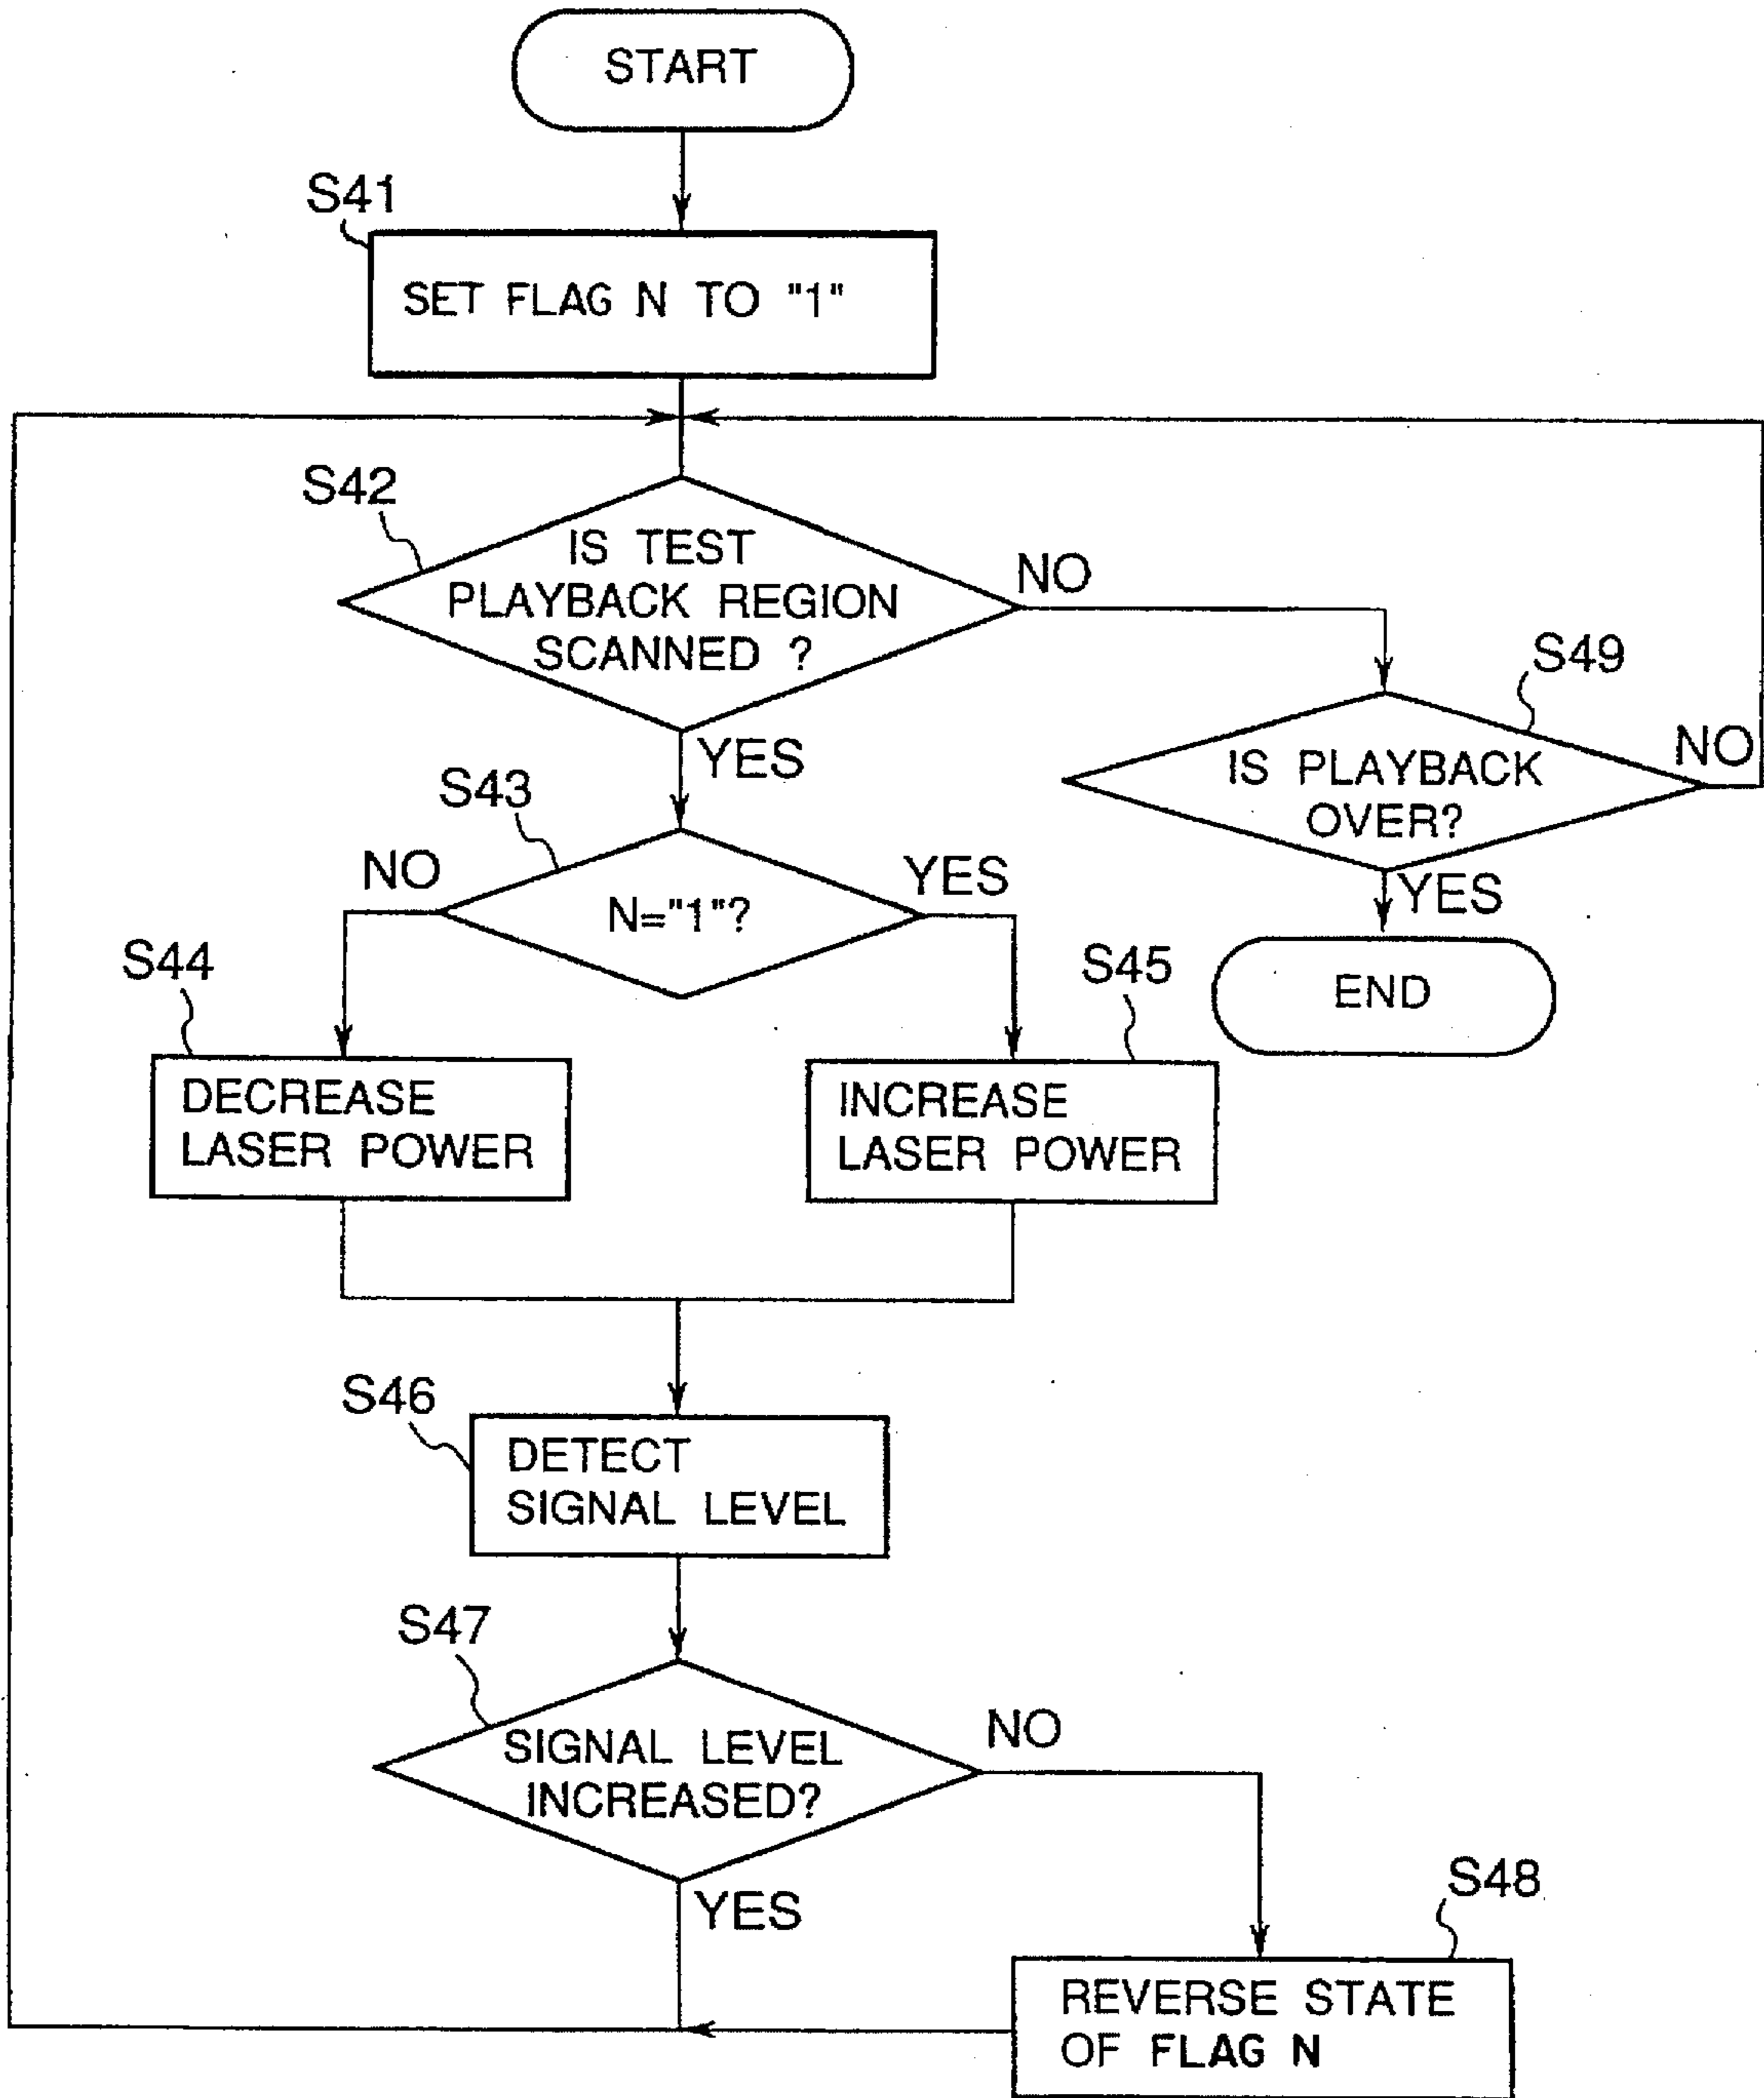 START
S41
SET FLAG N TO "1"
S42
IS TEST
PLAYBACK REGION
SCANNED ?
NO
YES
S49
IS PLAYBACK
OVER?
NO
YES
END
S43
N="1"?
NO
YES
S44
DECREASE
LASER POWER
S45
INCREASE
LASER POWER
S46
DETECT
SIGNAL LEVEL
S47
SIGNAL LEVEL
INCREASED?
NO
YES
S48
REVERSE STATE
OF FLAG N